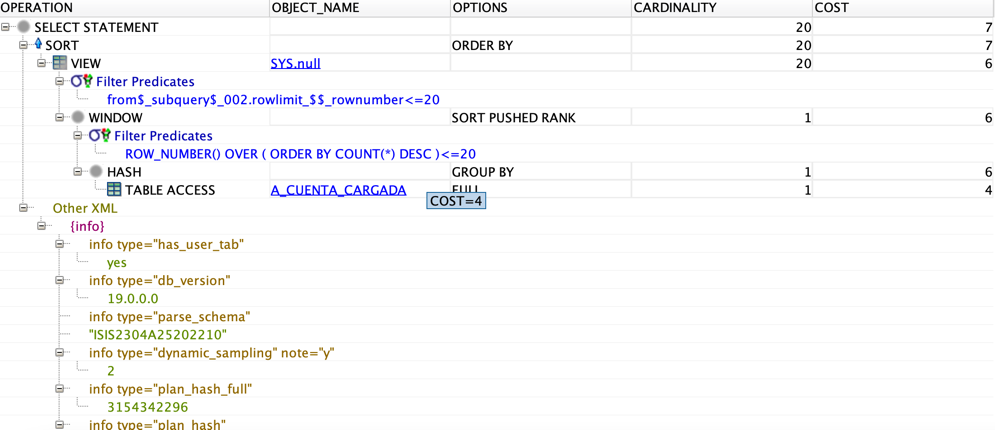 OPERATION OBJECT_NAME OPTIONS CARDINALITY COST
SELECT STATEMENT 20 7
SORT ORDER BY 20 7
VIEW SYS.null 20 6
Filter Predicates
from$_subquery$_002.rowlimit_$$_rownumber<=20
WINDOW SORT PUSHED RANK 1 6
Filter Predicates
ROW_NUMBER() OVER ( ORDER BY COUNT(*) DESC )<=20
HASH GROUP BY 1 6
TABLE ACCESS A_CUENTA_CARGADA FULL 1 4
COST=4
Other XML
{info}
info type="has_user_tab"
yes
info type="db_version"
19.0.0.0
info type="parse_schema"
"ISIS2304A25202210"
info type="dynamic_sampling" note="y"
2
info type="plan_hash_full"
3154342296
info type="plan_hash"